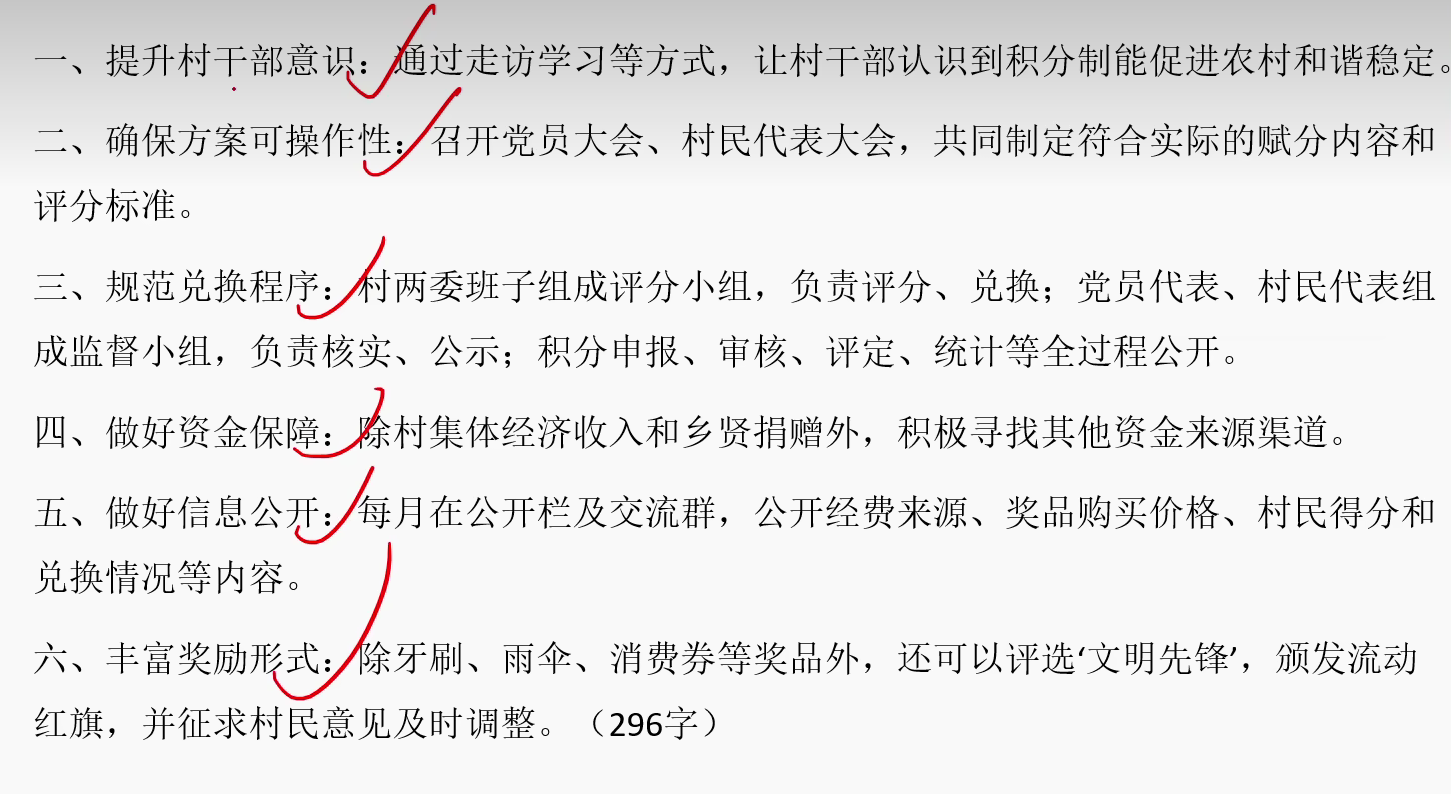 一、提升村干部意识：通过走访学习等方式，让村干部认识到积分制能促进农村和谐稳定。
二、确保方案可操作性：召开党员大会、村民代表大会，共同制定符合实际的赋分内容和
评分标准。
三、规范兑换程序：村两委班子组成评分小组，负责评分、兑换；党员代表、村民代表组
成监督小组，负责核实、公示；积分申报、审核、评定、统计等全过程公开。
四、做好资金保障：除村集体经济收入和乡贤捐赠外，积极寻找其他资金来源渠道。
五、做好信息公开：每月在公开栏及交流群，公开经费来源、奖品购买价格、村民得分和
兑换情况等内容。
六、丰富奖励形式：除牙刷、雨伞、消费券等奖品外，还可以评选‘文明先锋’，颁发流动
红旗，并征求村民意见及时调整。（296字）